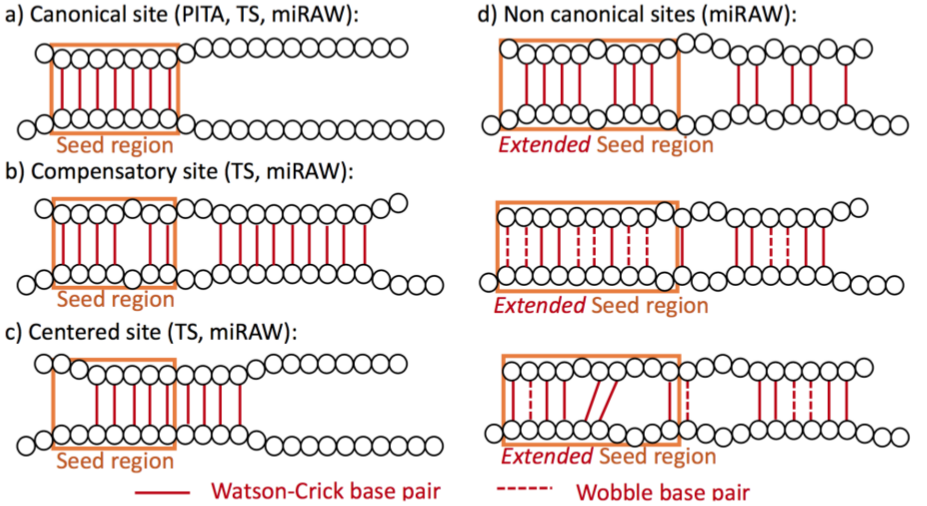 a) Canonical site (PITA, TS, miRAW):
Seed region
b) Compensatory site (TS, miRAW):
Seed region
c) Centered site (TS, miRAW):
Seed region
d) Non canonical sites (miRAW):
Extended Seed region
Extended Seed region
Extended Seed region
Watson-Crick base pair
Wobble base pair